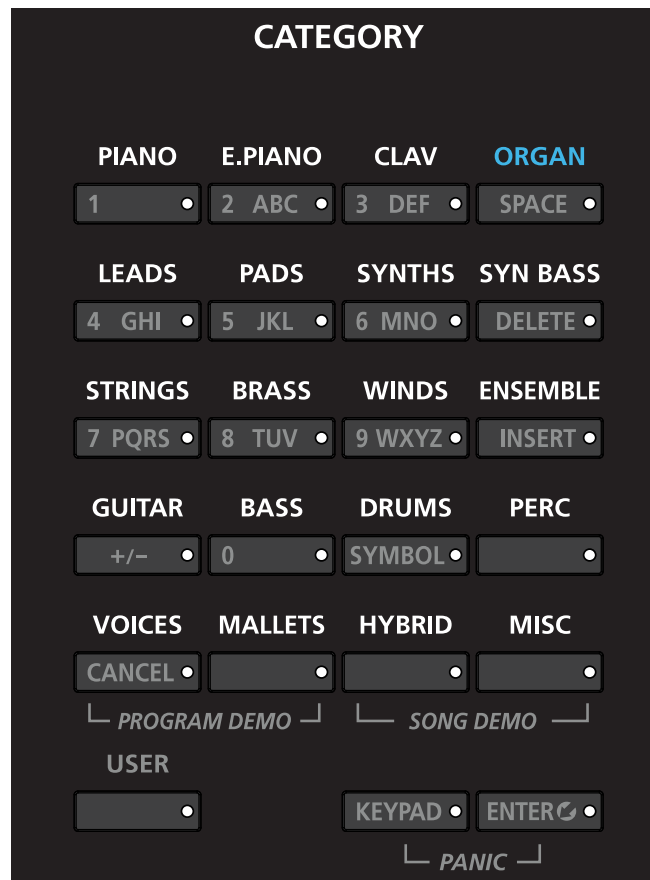 CATEGORY
PIANO E.PIANO CLAV ORGAN
1 2 ABC 3 DEF SPACE
LEADS PADS SYNTHS SYN BASS
4 GHI 5 JKL 6 MNO DELETE
STRINGS BRASS WINDS ENSEMBLE
7 PQRS 8 TUV 9 WXYZ INSERT
GUITAR BASS DRUMS PERC
+/– 0 SYMBOL
VOICES MALLETS HYBRID MISC
CANCEL
PROGRAM DEMO SONG DEMO
USER
KEYPAD ENTER
PANIC